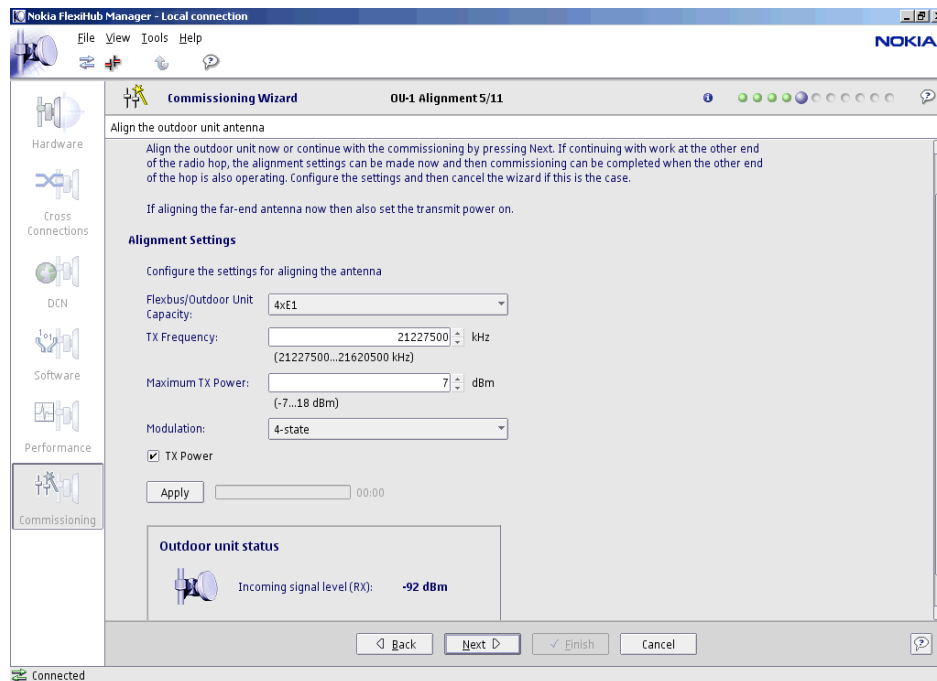 Nokia FlexiHub Manager - Local connection
File View Tools Help
NOKIA
Commissioning Wizard OU-1 Alignment 5/11
Align the outdoor unit antenna
Hardware
Cross
Connections
DCN
Software
Performance
Commissioning
Align the outdoor unit now or continue with the commissioning by pressing Next. If continuing with work at the other end
of the radio hop, the alignment settings can be made now and then commissioning can be completed when the other end
of the hop is also operating. Configure the settings and then cancel the wizard if this is the case.
If aligning the far-end antenna now then also set the transmit power on.
Alignment Settings
Configure the settings for aligning the antenna
Flexbus/Outdoor Unit
Capacity:
4xE1
TX Frequency: 21227500 kHz
(21227500...21620500 kHz)
Maximum TX Power: 7 dBm
(-7...18 dBm)
Modulation: 4-state
TX Power
Apply 00:00
Outdoor unit status
Incoming signal level (RX): -92 dBm
Back Next Finish Cancel
Connected